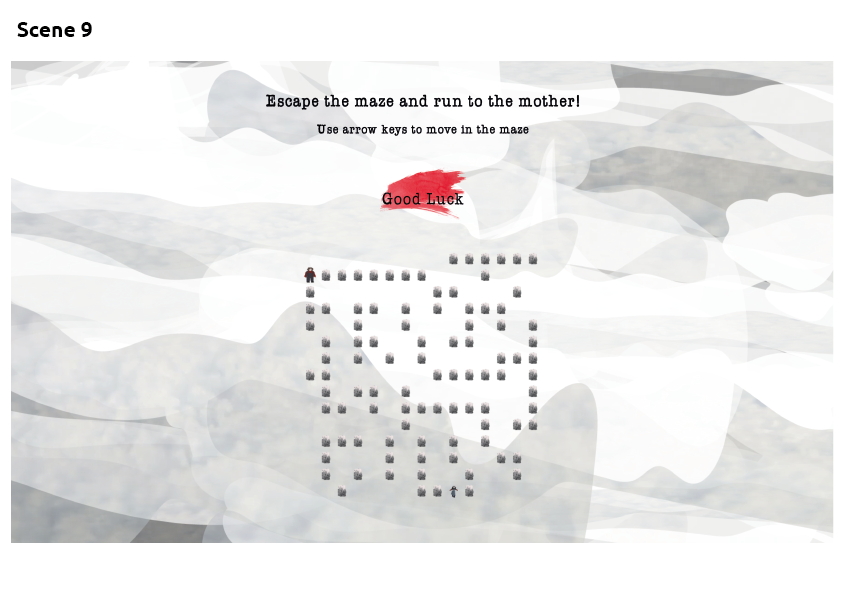 Scene 9
Escape the maze and run to the mother!
Use arrow keys to move in the maze
Good Luck